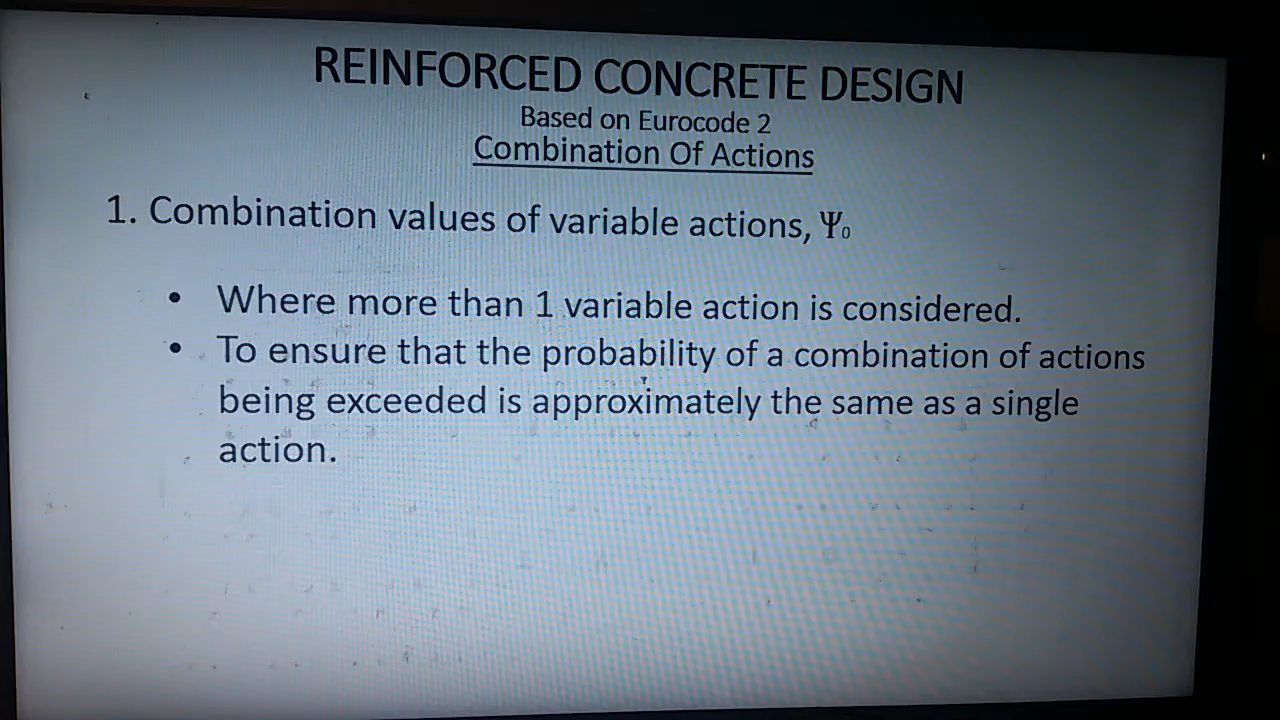 REINFORCED CONCRETE DESIGN
Based on Eurocode 2
Combination Of Actions
1. Combination values of variable actions, Ψ₀
• Where more than 1 variable action is considered.
• To ensure that the probability of a combination of actions
being exceeded is approximately the same as a single
action.